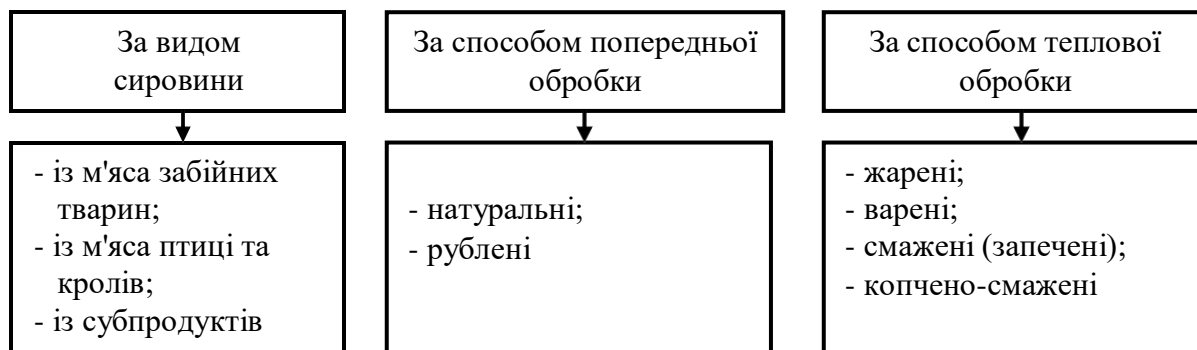 За видом
сировини
За способом попередньої
обробки
За способом теплової
обробки
- із м'яса забійних
тварин;
- із м'яса птиці та
кролів;
- із субпродуктів
- натуральні;
- рублені
- жарені;
- варені;
- смажені (запечені);
- копчено-смажені